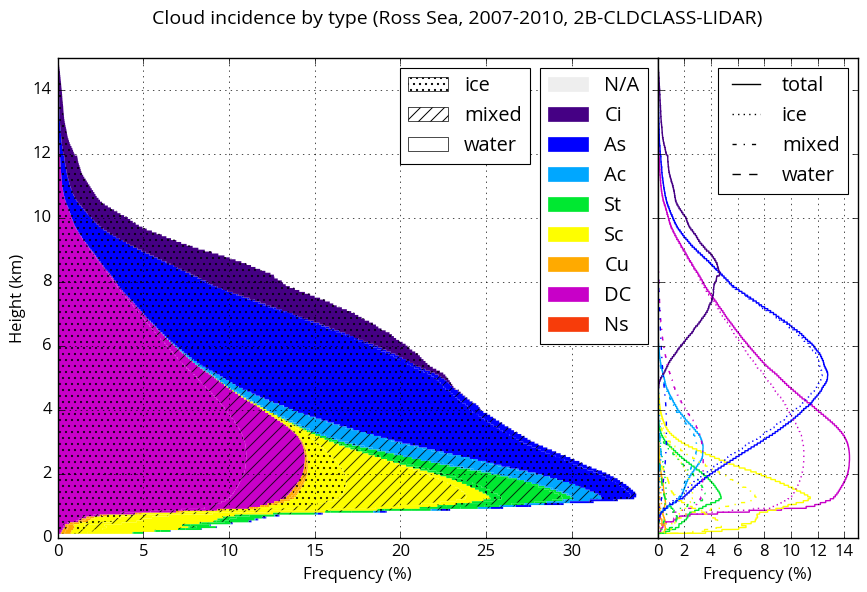 Cloud incidence by type (Ross Sea, 2007-2010, 2B-CLDCLASS-LIDAR)
Height (km)
14
12
10
8
6
4
2
0
0 5 10 15 20 25 30
Frequency (%)
ice
mixed
water
N/A
Ci
As
Ac
St
Sc
Cu
DC
Ns
total
ice
mixed
water
0 2 4 6 8 10 12 14
Frequency (%)